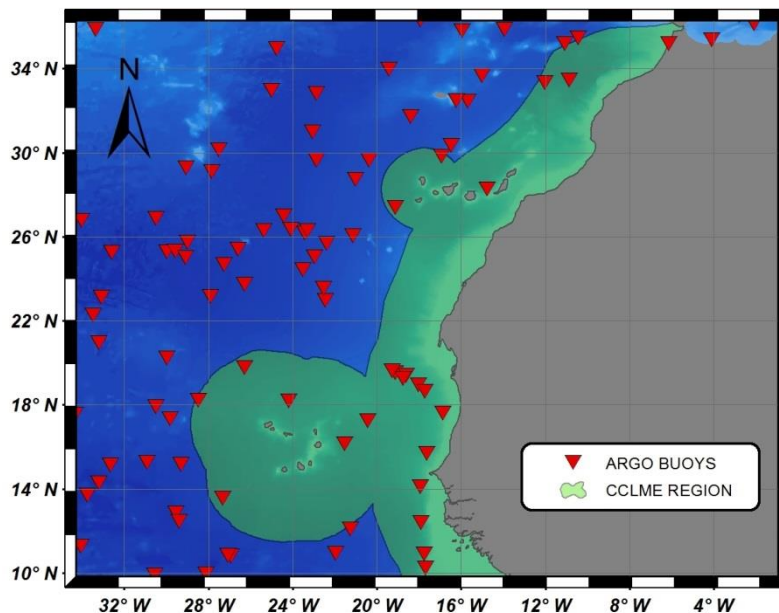 N
34° N
30° N
26° N
22° N
18° N
14° N
10° N
ARGO BUOYS
CCLME REGION
32° W 28° W 24° W 20° W 16° W 12° W 8° W 4° W